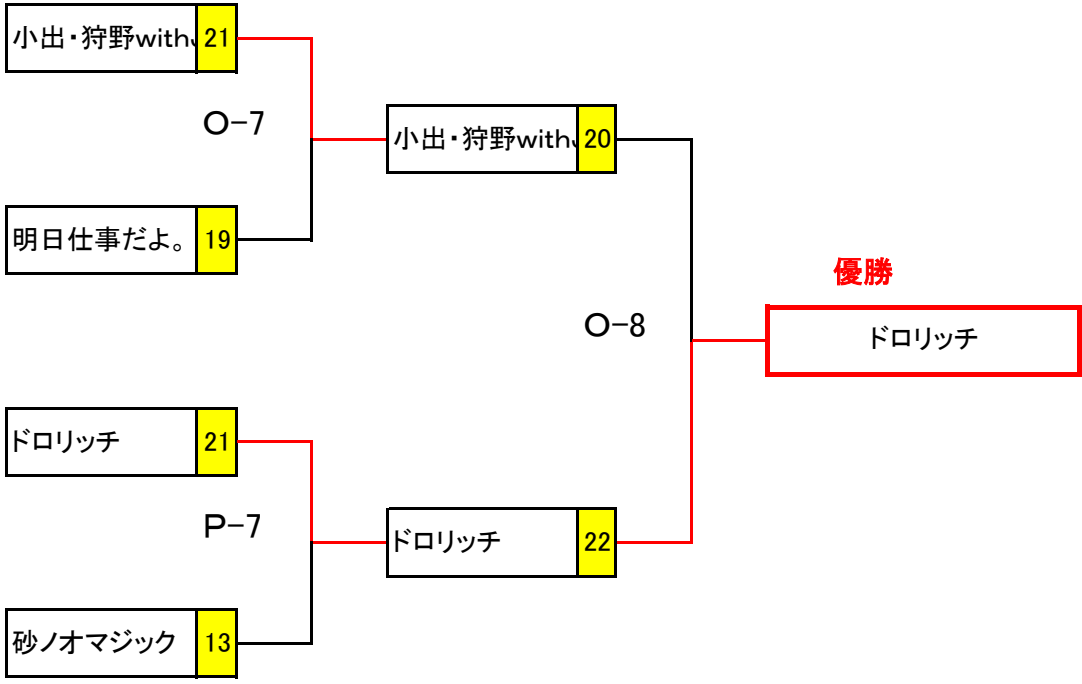 小出・狩野with 21
O-7
小出・狩野with 20
明日仕事だよ。 19
優勝
O-8
ドロリッチ
ドロリッチ 21
P-7
ドロリッチ 22
砂ノオマジック 13